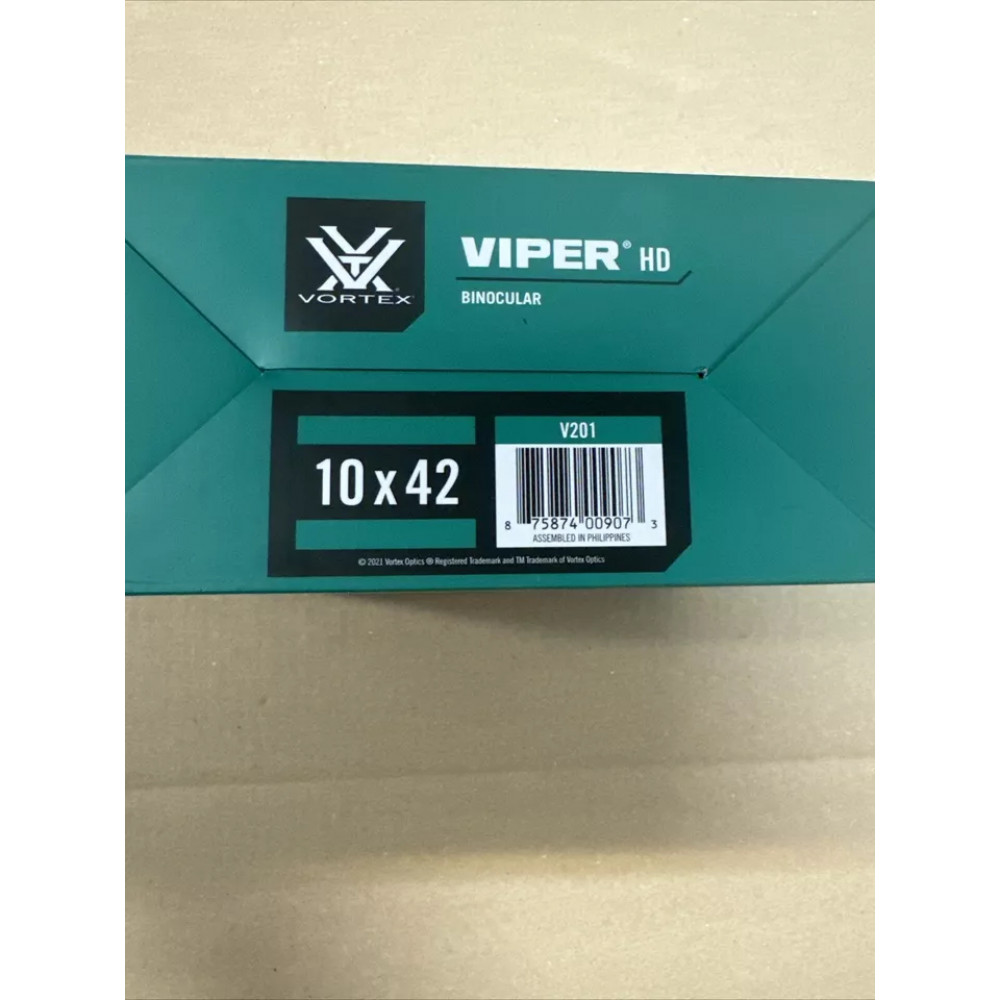 VORTEX®
VIPER® HD
BINOCULAR
10 x 42
V201
8 75874 00907 3
ASSEMBLED IN PHILIPPINES
© 2021 Vortex Optics ® Registered Trademark and TM Trademark of Vortex Optics